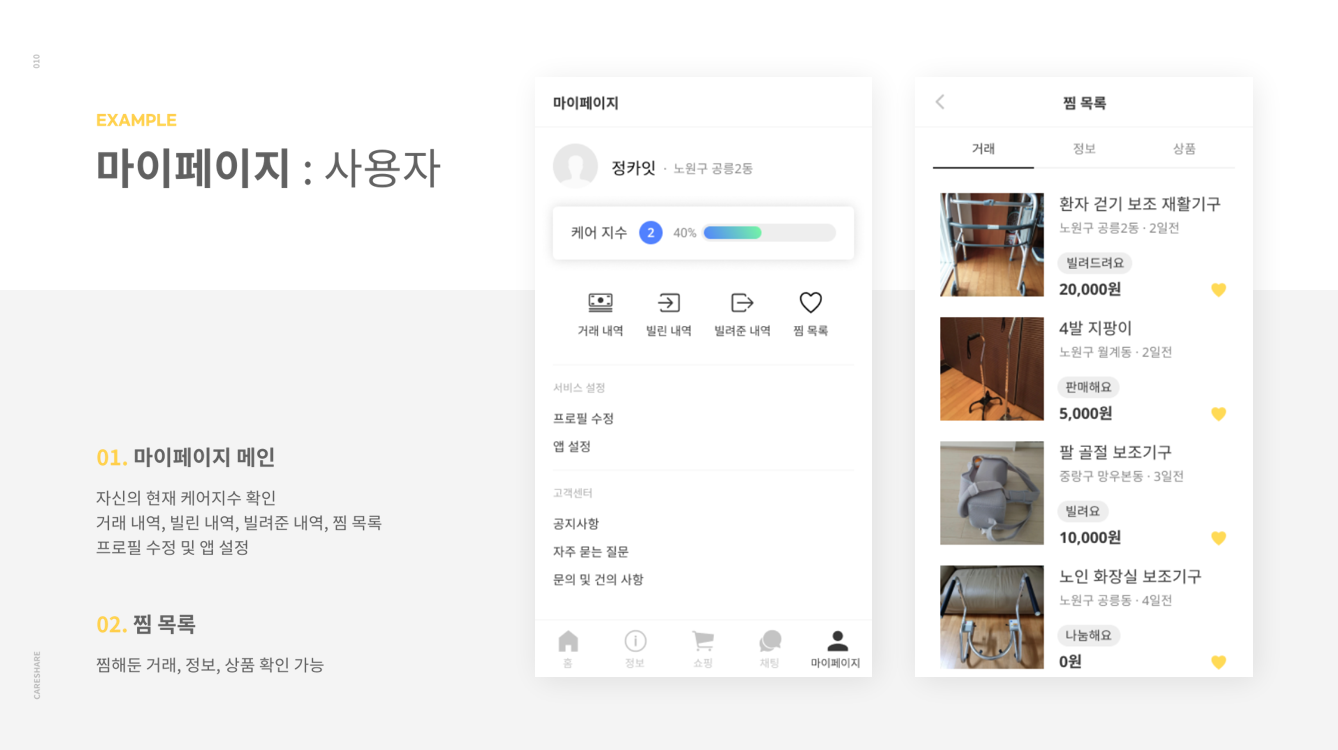 010
EXAMPLE
마이페이지 : 사용자
01. 마이페이지 메인
자신의 현재 케어지수 확인
거래 내역, 빌린 내역, 빌려준 내역, 찜 목록
프로필 수정 및 앱 설정
02. 찜 목록
찜해둔 거래, 정보, 상품 확인 가능
CARESHARE
마이페이지
정카잇 · 노원구 공릉2동
케어 지수 2 40%
거래 내역 빌린 내역 빌려준 내역 찜 목록
서비스 설정
프로필 수정
앱 설정
고객센터
공지사항
자주 묻는 질문
문의 및 건의 사항
홈 정보 쇼핑 채팅 마이페이지
찜 목록
거래 정보 상품
환자 걷기 보조 재활기구
노원구 공릉2동 · 2일전
빌려드려요
20,000원
4발 지팡이
노원구 월계동 · 2일전
판매해요
5,000원
팔 골절 보조기구
중랑구 망우본동 · 3일전
빌려요
10,000원
노인 화장실 보조기구
노원구 공릉동 · 4일전
나눔해요
0원